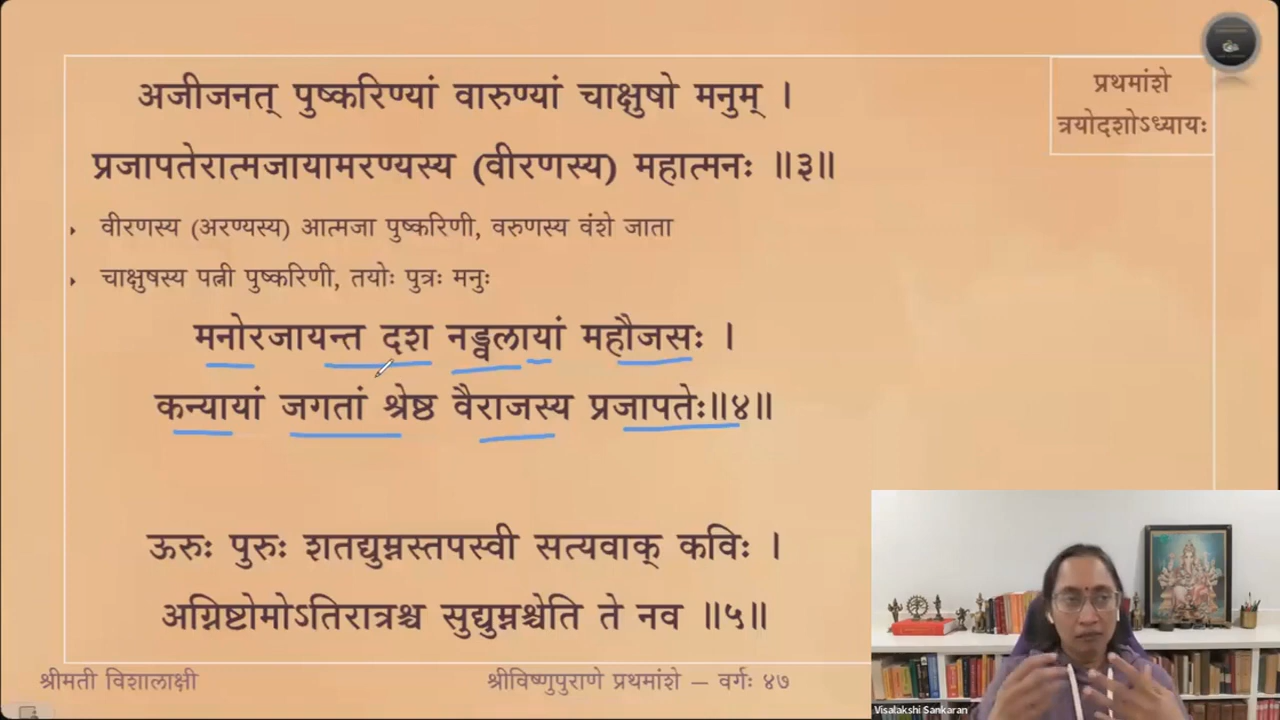 प्रथमांशे
त्रयोदशोऽध्यायः
अजीजनत् पुष्करिण्यां वारुण्यां चाक्षुषो मनुम् ।
प्रजापतेरात्मजायामरण्यस्य (वीरणस्य) महात्मनः ॥३॥
वीरणस्य (अरण्यस्य) आत्मजा पुष्करिणी, वरुणस्य वंशे जाता
चाक्षुषस्य पत्नी पुष्करिणी, तयोः पुत्रः मनुः
मनोरजायन्त दश नड्वलायां महौजसः ।
कन्यायां जगतां श्रेष्ठ वैराजस्य प्रजापतेः॥४॥
ऊरुः पुरुः शतद्युम्नस्तपस्वी सत्यवाक् कविः ।
अग्निष्टोमोऽतिरात्रश्च सुद्युम्नश्चेति ते नव ॥५॥
श्रीमती विशालाक्षी
श्रीविष्णुपुराणे प्रथमांशे – वर्गः ४७
Visalakshi Sankaran